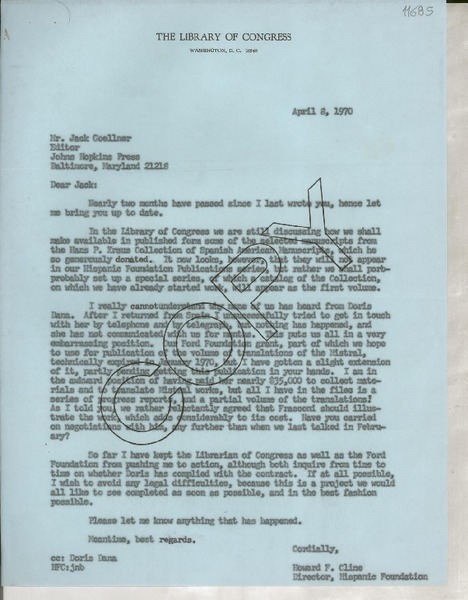 1168S
THE LIBRARY OF CONGRESS
WASHINGTON, D. C. 20540
April 8, 1970
Mr. Jack Goellner
Editor
Johns Hopkins Press
Baltimore, Maryland 21218
Dear Jack:
Nearly two months have passed since I last wrote you, hence let
me bring you up to date.
In the Library of Congress we are still discussing how we shall
make available in published form some of the selected manuscripts from
the Hans P. Kraus Collection of Spanish American Manuscripts, which he
so generously donated. It now looks, however, that they will not appear
in our Hispanic Foundation Publications series, but rather we shall
probably set up a special series, of which a catalog of the Collection,
on which we have already started work, will appear as the first volume.
I really cannot understand why none of us has heard from Doris
Dana. After I returned from Spain I unsuccessfully tried to get in touch
with her by telephone and by telegraph, but nothing has happened, and
she has not communicated with us for months. This puts us all in a very
embarrassing position. The Ford Foundation grant, part of which we hope
to use for publication of the volume of translations of the Mistral,
technically expired in January 1970, but I have gotten a slight extension
of it, partly pending getting this publication in your hands. I am in
the awkward position of having paid her nearly $35,000 to collect mate-
rials and to translate Mistral works, but all I have in the files is a
series of progress reports, and a partial volume of the translations!
As I told you, we rather reluctantly agreed that Frasconi should illus-
trate the work, which adds considerably to its cost. Have you carried
on negotiations with him, any further than when we last talked in Febru-
ary?
So far I have kept the Librarian of Congress as well as the Ford
Foundation from pushing me to action, although both inquire from time to
time on whether Doris has complied with the contract. If at all possible,
I wish to avoid any legal difficulties, because this is a project we would
all like to see completed as soon as possible, and in the best fashion
possible.
Please let me know anything that has happened.
Meantime, best regards.
Cordially,
cc: Doris Dana
HFC:jnb
Howard F. Cline
Director, Hispanic Foundation
COPY